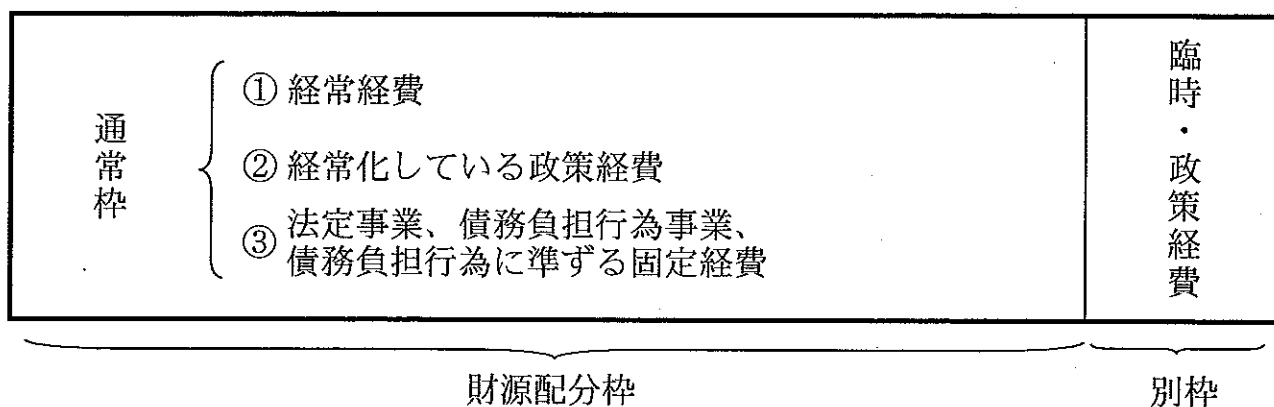 通常枠
① 経常経費
② 経常化している政策経費
③ 法定事業、債務負担行為事業、
債務負担行為に準ずる固定経費
臨時・政策経費
財源配分枠
別枠